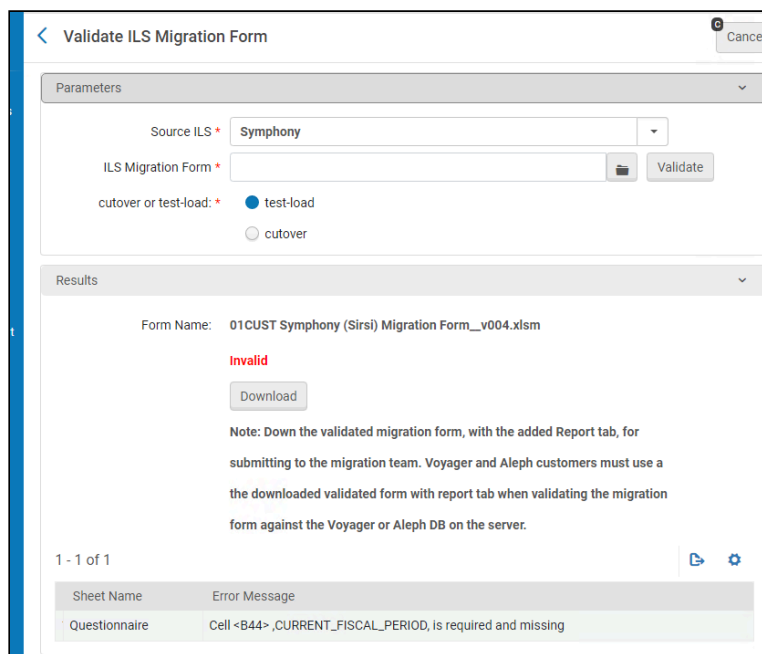 Validate ILS Migration Form
C
Cance
Parameters
Source ILS *
Symphony
ILS Migration Form *
Validate
cutover or test-load: *
test-load
cutover
Results
Form Name:
01CUST Symphony (Sirsi) Migration Form__v004.xlsm
Invalid
Download
Note: Down the validated migration form, with the added Report tab, for
submitting to the migration team. Voyager and Aleph customers must use a
the downloaded validated form with report tab when validating the migration
form against the Voyager or Aleph DB on the server.
1 - 1 of 1
Sheet Name
Error Message
Questionnaire
Cell <B44> ,CURRENT_FISCAL_PERIOD, is required and missing